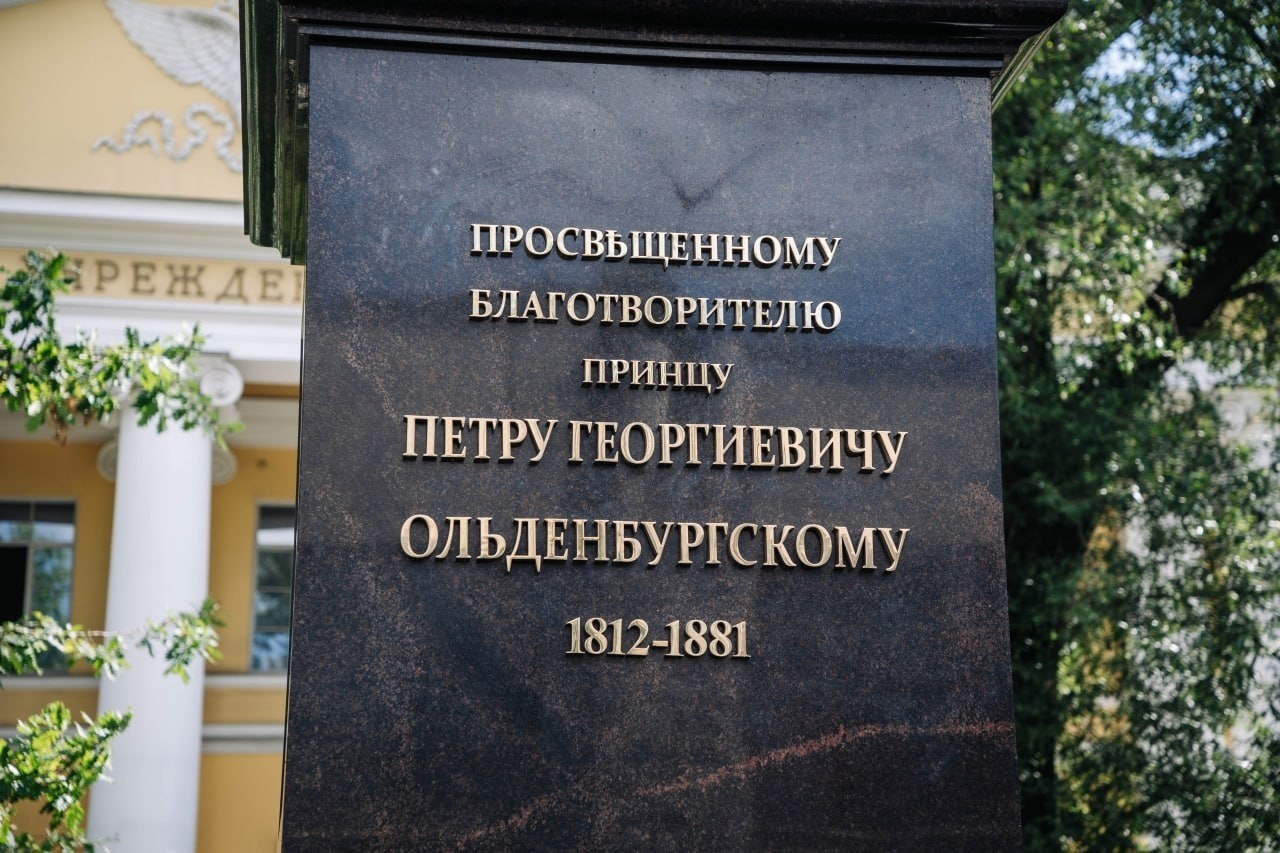 ПРОСВѢЩЕННОМУ
БЛАГОТВОРИТЕЛЮ
ПРИНЦУ
ПЕТРУ ГЕОРГИЕВИЧУ
ОЛЬДЕНБУРГСКОМУ
1812-1881